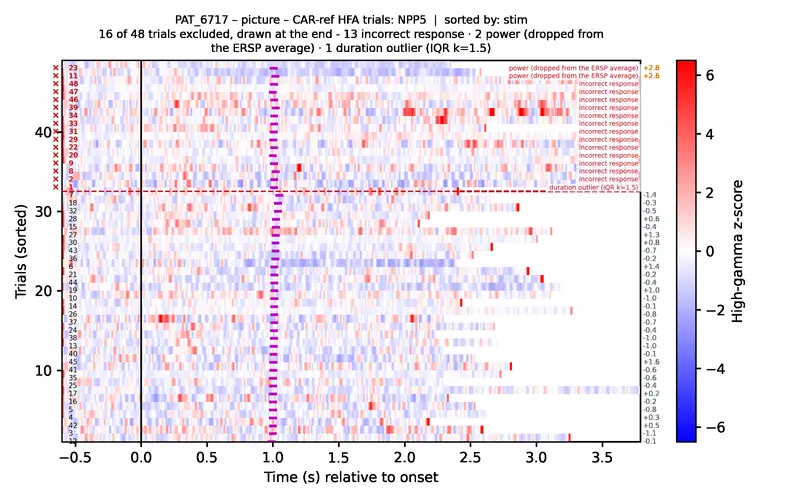 PAT_6717 – picture – CAR-ref HFA trials: NPP5 | sorted by: stim
16 of 48 trials excluded, drawn at the end - 13 incorrect response · 2 power (dropped from
the ERSP average) · 1 duration outlier (IQR k=1.5)
× 23 power (dropped from the ERSP average) +2.8
× 11 power (dropped from the ERSP average) +2.6
× 48 incorrect response
× 47 incorrect response
× 46 incorrect response
× 39 incorrect response
× 34 incorrect response
× 33 incorrect response
× 31 incorrect response
× 29 incorrect response
× 22 incorrect response
× 20 incorrect response
× 9 incorrect response
× 8 incorrect response
× 2 incorrect response
× duration outlier (IQR k=1.5)
7 -1.4
18 -0.3
32 -0.5
28 +0.6
15 -0.4
27 +1.3
30 +0.8
43 -0.7
36 -0.2
6 +1.4
21 +0.2
44 -0.4
19 +1.0
10 -1.0
14 -0.1
26 -0.8
37 -0.7
24 -0.4
38 -1.0
13 -1.0
40 -0.1
45 +1.6
41 -0.6
35 -0.4
25 +0.4
17 -0.2
16 +0.2
5 -0.8
4 +0.3
42 +0.5
3 -1.1
12 -0.1
40
30
20
10
Trials (sorted)
−0.5 0.0 0.5 1.0 1.5 2.0 2.5 3.0 3.5
Time (s) relative to onset
6
4
2
0
−2
−4
−6
High-gamma z-score